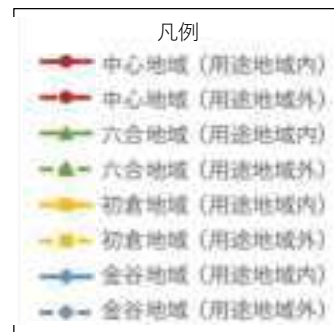 凡例
中心地域（用途地域内）
中心地域（用途地域外）
六合地域（用途地域内）
六合地域（用途地域外）
初倉地域（用途地域内）
初倉地域（用途地域外）
金谷地域（用途地域内）
金谷地域（用途地域外）